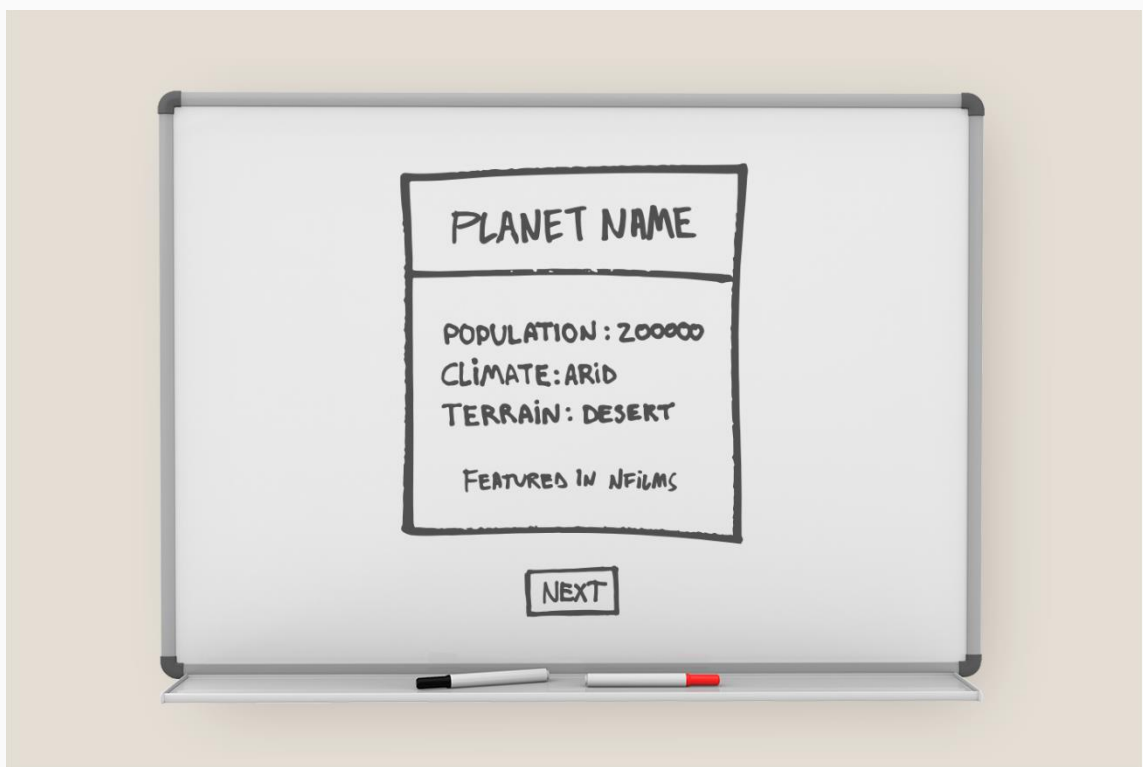 PLANET NAME
POPULATION: 200000
CLIMATE: ARID
TERRAIN: DESERT
FEATURED IN NFILMS
NEXT